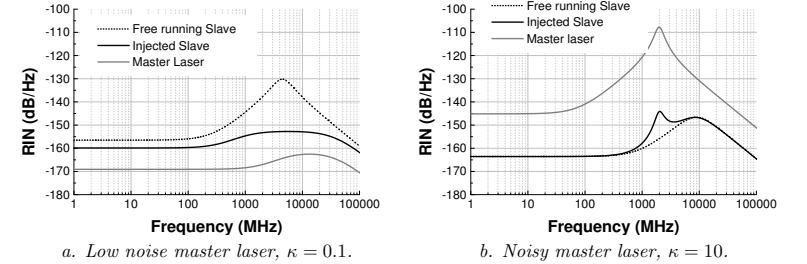 -100
-110
-120
-130
-140
-150
-160
-170
-180
RIN (dB/Hz)
Free running Slave
Injected Slave
Master Laser
1 10 100 1000 10000 100000
Frequency (MHz)
a. Low noise master laser, κ = 0.1.
-100
-110
-120
-130
-140
-150
-160
-170
-180
RIN (dB/Hz)
Free running Slave
Injected Slave
Master laser
1 10 100 1000 10000 100000
Frequency (MHz)
b. Noisy master laser, κ = 10.